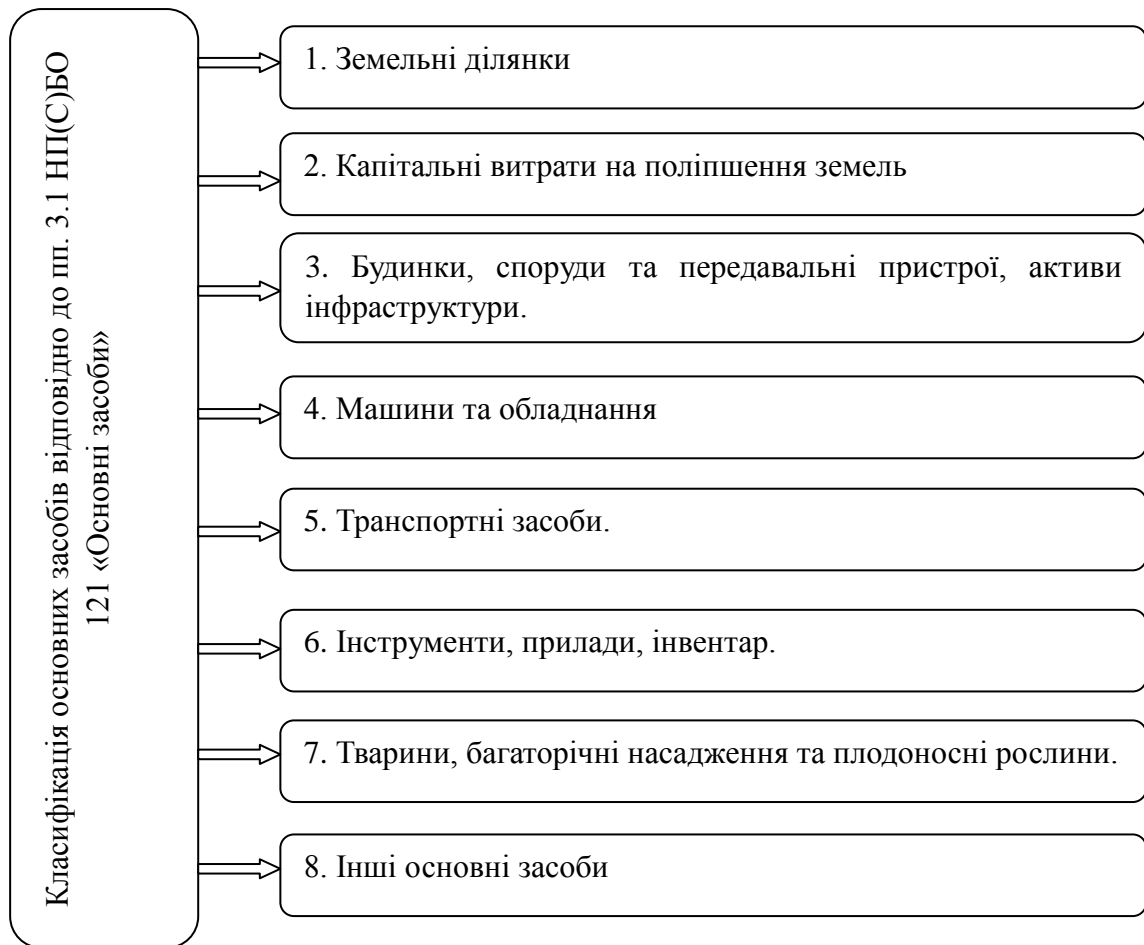 Класифікація основних засобів відповідно до пп. 3.1 НП(С)БО
121 «Основні засоби»
1. Земельні ділянки
2. Капітальні витрати на поліпшення земель
3. Будинки, споруди та передавальні пристрої, активи
інфраструктури.
4. Машини та обладнання
5. Транспортні засоби.
6. Інструменти, прилади, інвентар.
7. Тварини, багаторічні насадження та плодоносні рослини.
8. Інші основні засоби